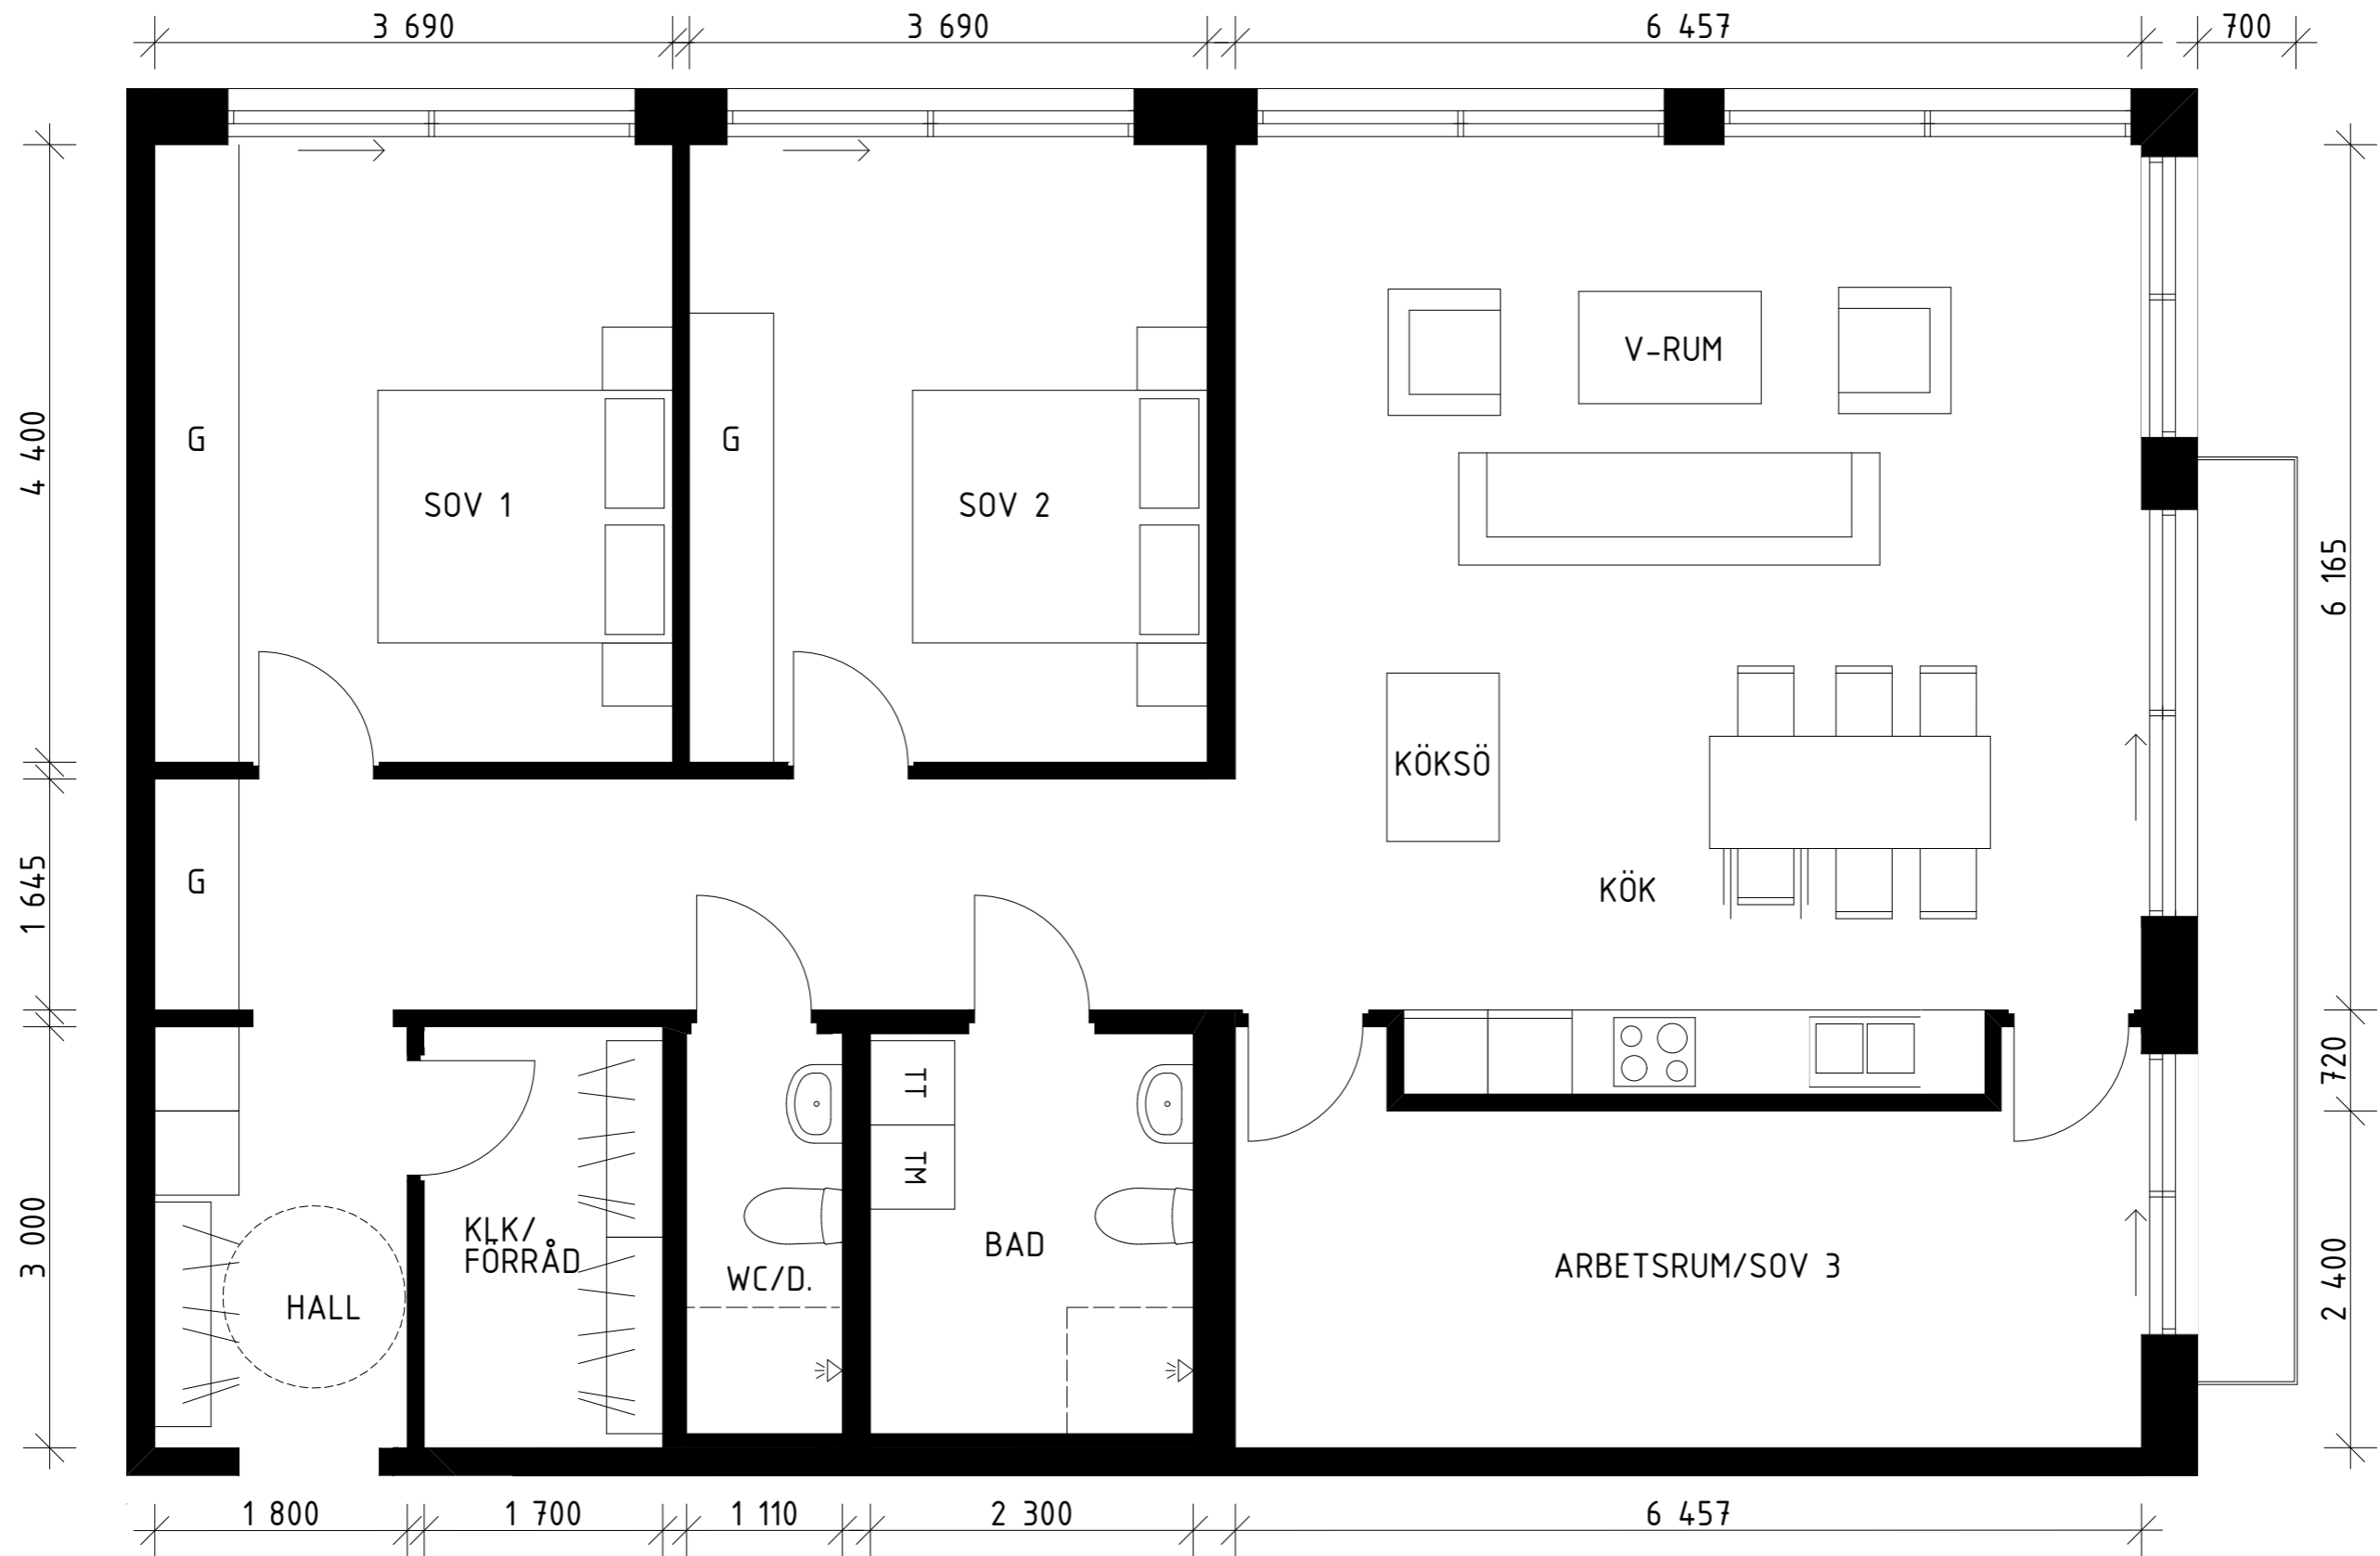 3 690
3 690
6 457
700
V-RUM
4 400
G
G
SOV 1
SOV 2
6 165
KÖKSÖ
1 645
G
KÖK
720
TT
TM
3 000
KLK/
FÖRRÅD
BAD
WC/D.
ARBETSRUM/SOV 3
2 400
HALL
1 800
1 700
1 110
2 300
6 457